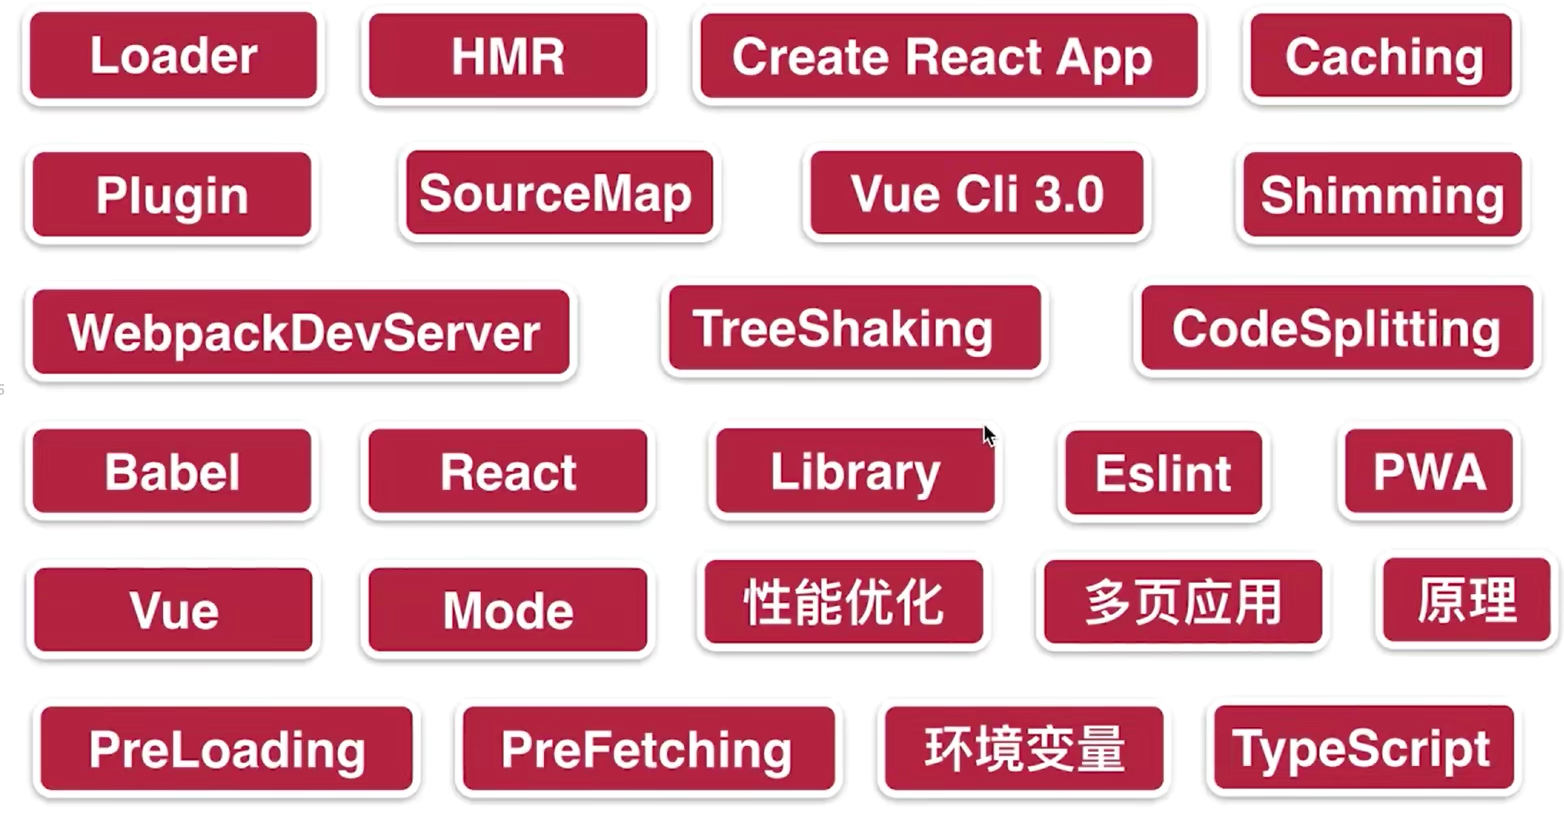 Loader HMR Create React App Caching
Plugin SourceMap Vue Cli 3.0 Shimming
WebpackDevServer TreeShaking CodeSplitting
Babel React Library Eslint PWA
Vue Mode 性能优化 多页应用 原理
PreLoading PreFetching 环境变量 TypeScript